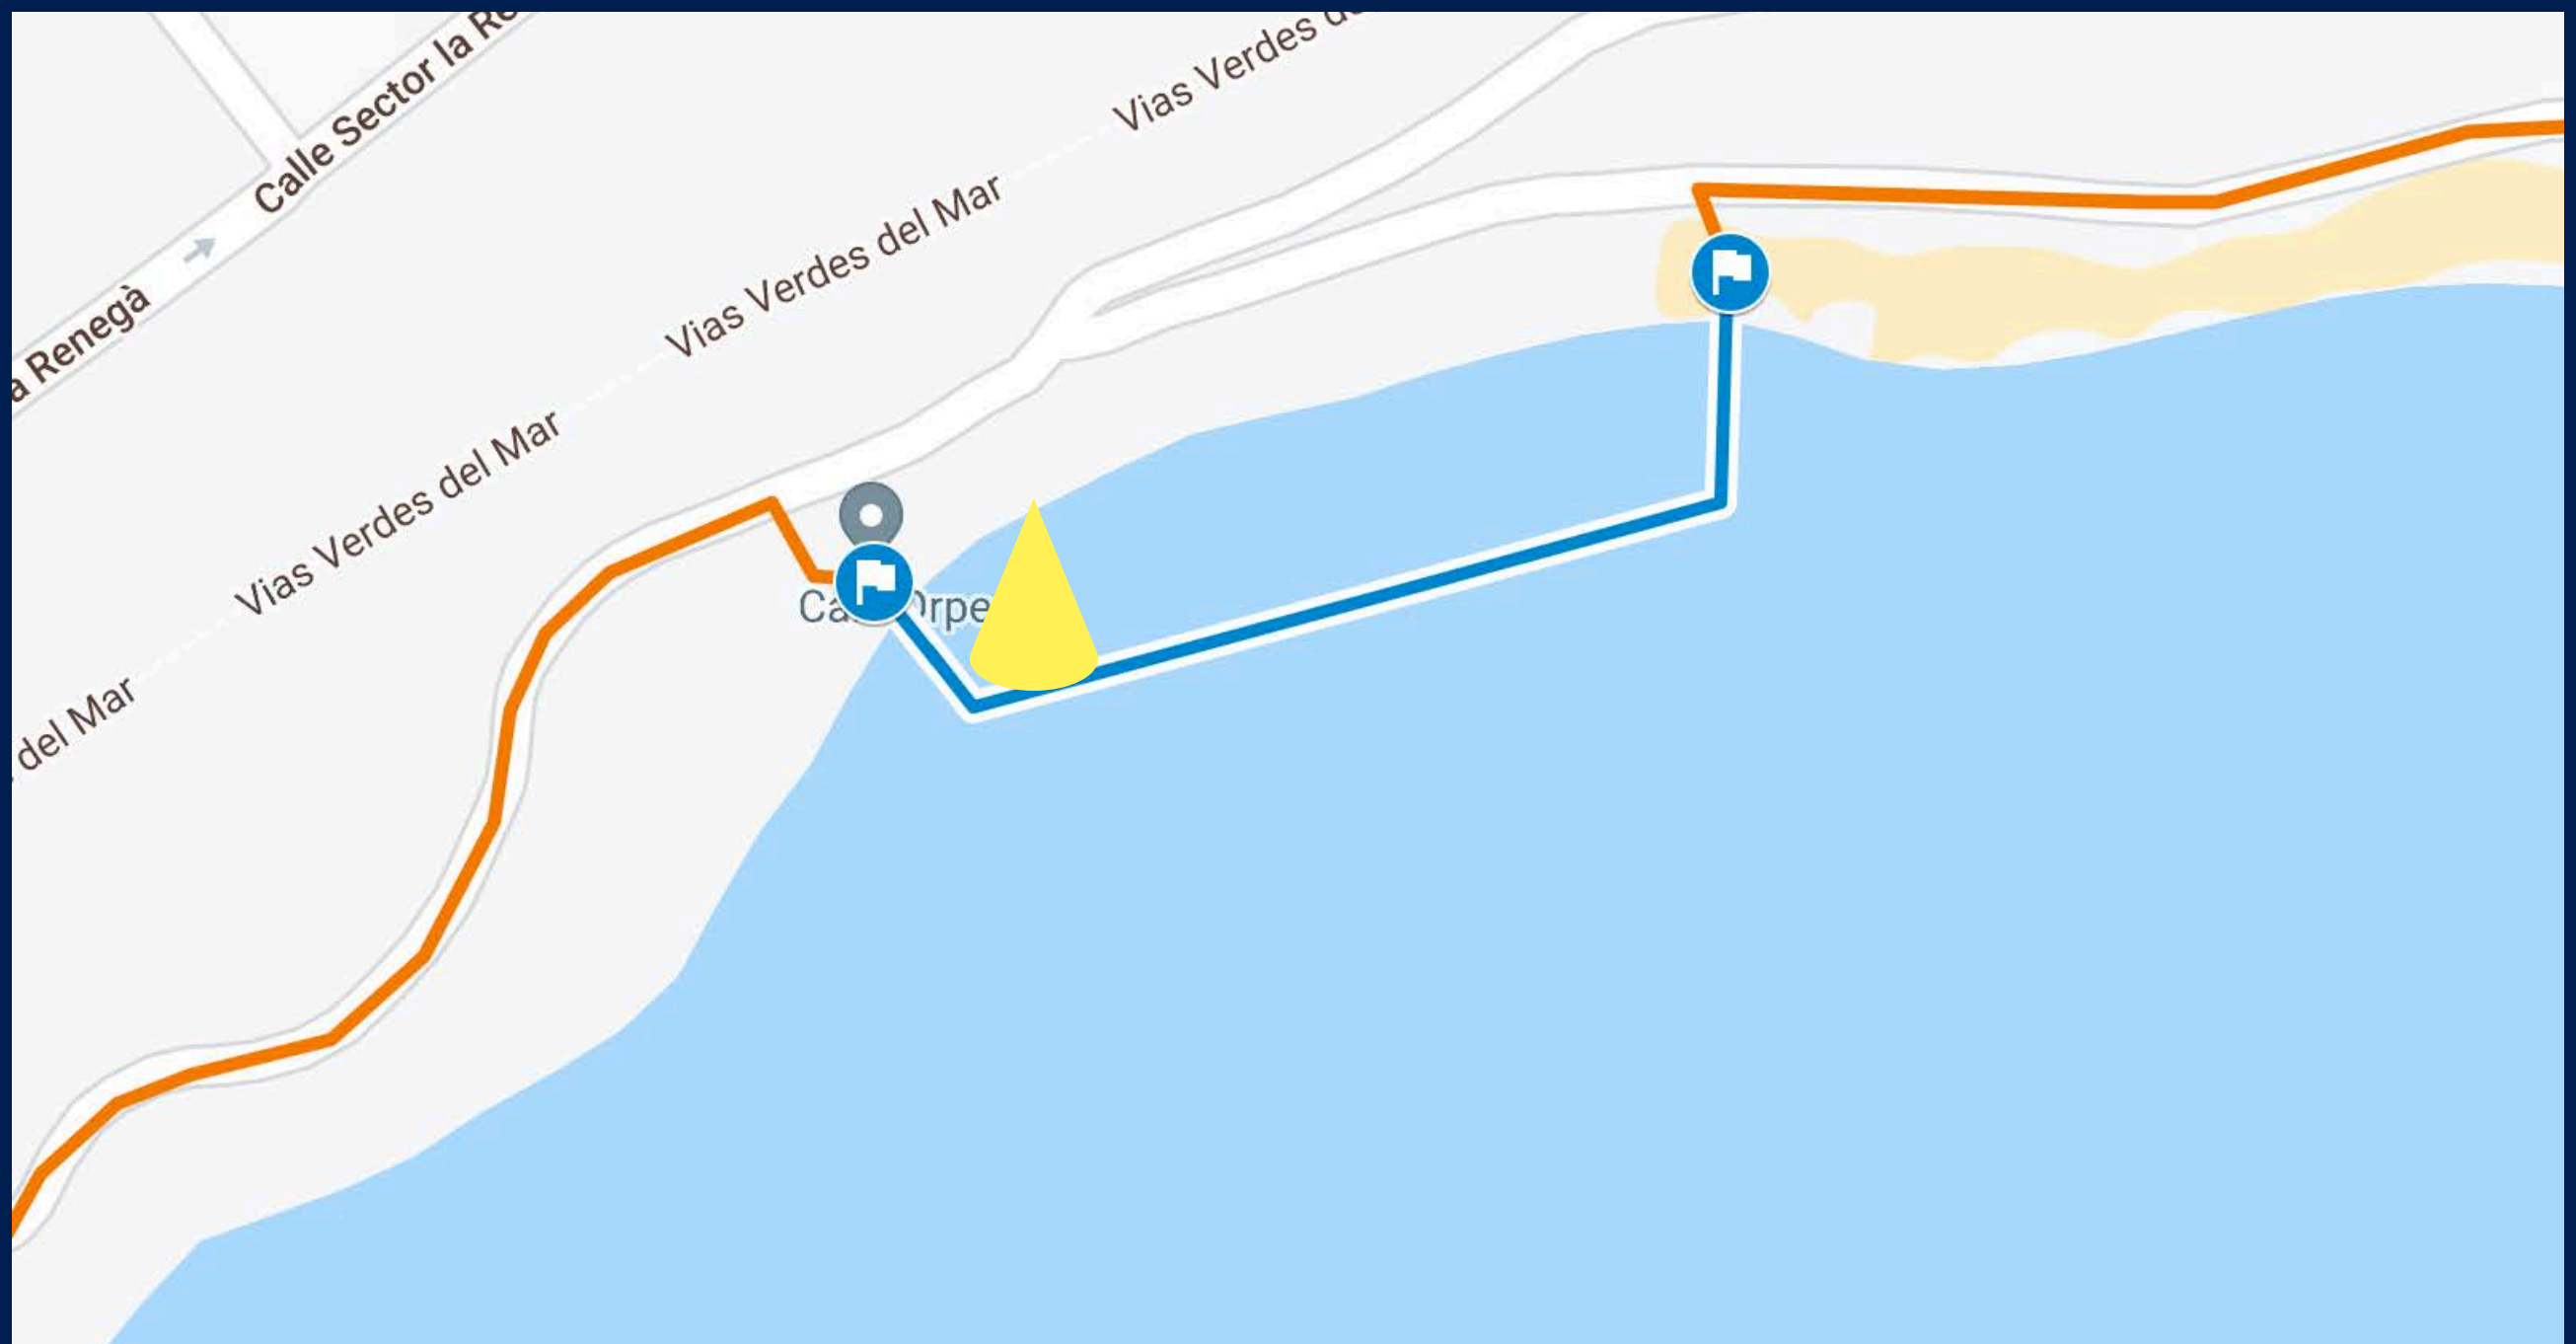 Calle Sector la Re
Vias Verdes de
Vias Verdes del Mar
a Renegà
Vias Verdes del Mar
Vias Verdes del Mar
del Mar